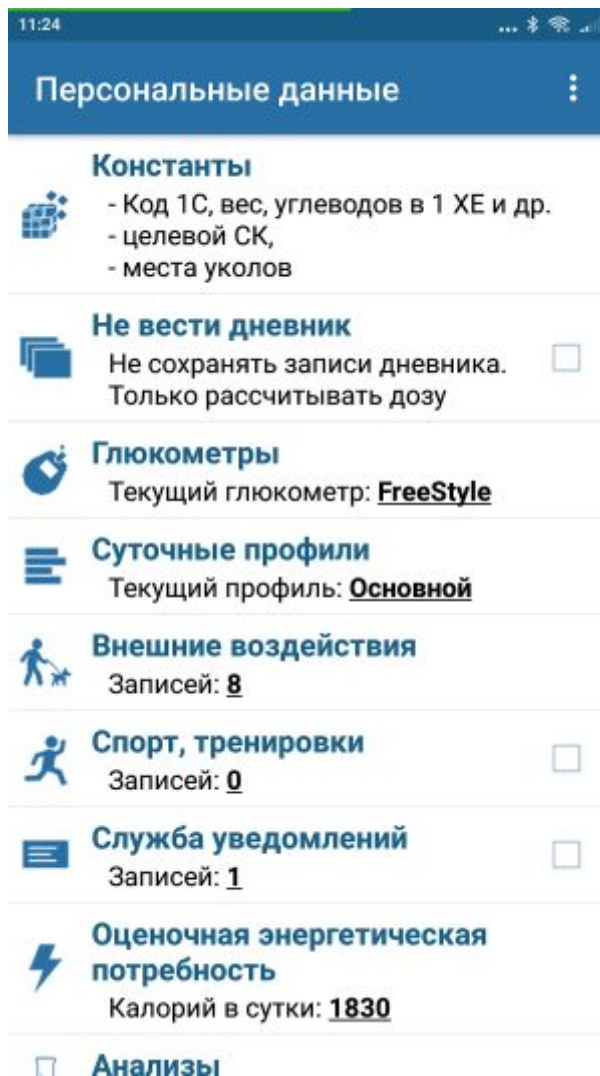 11:24
Персональные данные
Константы
- Код 1С, вес, углеводов в 1 ХЕ и др.
- целевой СК,
- места уколов
Не вести дневник
Не сохранять записи дневника.
Только рассчитывать дозу
Глюкометры
Текущий глюкометр: FreeStyle
Суточные профили
Текущий профиль: Основной
Внешние воздействия
Записей: 8
Спорт, тренировки
Записей: 0
Служба уведомлений
Записей: 1
Оценочная энергетическая
потребность
Калорий в сутки: 1830
Анализы